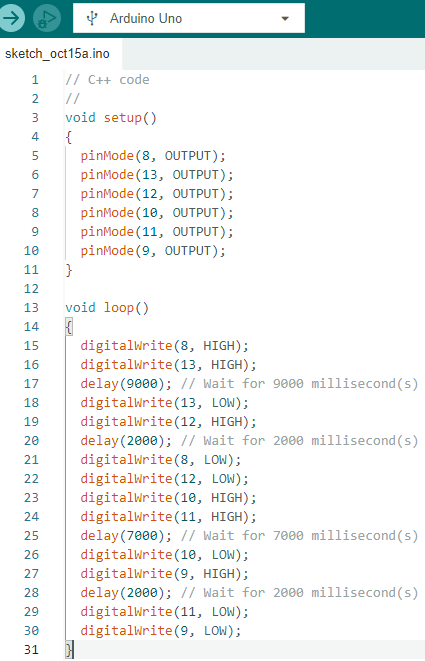 Arduino Uno
sketch_oct15a.ino
1 // C++ code
2 //
3 void setup()
4 {
5   pinMode(8, OUTPUT);
6   pinMode(13, OUTPUT);
7   pinMode(12, OUTPUT);
8   pinMode(10, OUTPUT);
9   pinMode(11, OUTPUT);
10   pinMode(9, OUTPUT);
11 }
12
13 void loop()
14 {
15   digitalWrite(8, HIGH);
16   digitalWrite(13, HIGH);
17   delay(9000); // Wait for 9000 millisecond(s)
18   digitalWrite(13, LOW);
19   digitalWrite(12, HIGH);
20   delay(2000); // Wait for 2000 millisecond(s)
21   digitalWrite(8, LOW);
22   digitalWrite(12, LOW);
23   digitalWrite(10, HIGH);
24   digitalWrite(11, HIGH);
25   delay(7000); // Wait for 7000 millisecond(s)
26   digitalWrite(10, LOW);
27   digitalWrite(9, HIGH);
28   delay(2000); // Wait for 2000 millisecond(s)
29   digitalWrite(11, LOW);
30   digitalWrite(9, LOW);
31 }